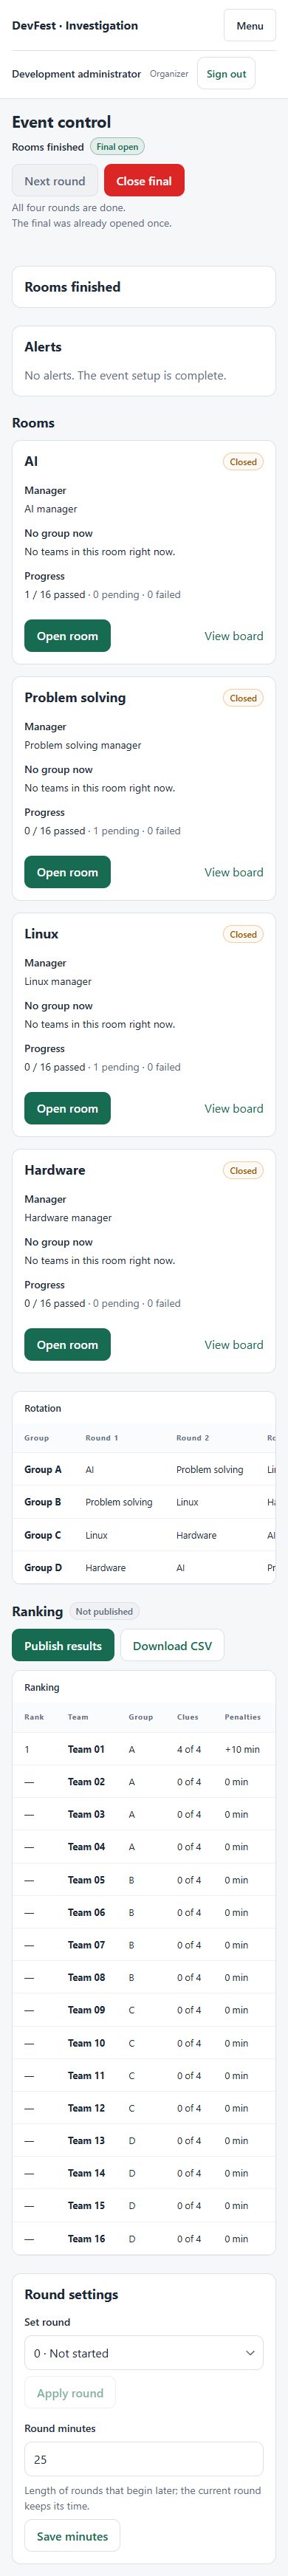 DevFest · Investigation
Menu
Development administrator Organizer Sign out
Event control
Rooms finished Final open
Next round Close final
All four rounds are done.
The final was already opened once.
Rooms finished
Alerts
No alerts. The event setup is complete.
Rooms
AI Closed
Manager
AI manager
No group now
No teams in this room right now.
Progress
1 / 16 passed · 0 pending · 0 failed
Open room View board
Problem solving Closed
Manager
Problem solving manager
No group now
No teams in this room right now.
Progress
0 / 16 passed · 1 pending · 0 failed
Open room View board
Linux Closed
Manager
Linux manager
No group now
No teams in this room right now.
Progress
0 / 16 passed · 1 pending · 0 failed
Open room View board
Hardware Closed
Manager
Hardware manager
No group now
No teams in this room right now.
Progress
0 / 16 passed · 0 pending · 0 failed
Open room View board
Rotation
Group Round 1 Round 2 Ro
Group A AI Problem solving Li
Group B Problem solving Linux Ha
Group C Linux Hardware AI
Group D Hardware AI Pr
Ranking Not published
Publish results Download CSV
Ranking
Rank Team Group Clues Penalties
1 Team 01 A 4 of 4 +10 min
— Team 02 A 0 of 4 0 min
— Team 03 A 0 of 4 0 min
— Team 04 A 0 of 4 0 min
— Team 05 B 0 of 4 0 min
— Team 06 B 0 of 4 0 min
— Team 07 B 0 of 4 0 min
— Team 08 B 0 of 4 0 min
— Team 09 C 0 of 4 0 min
— Team 10 C 0 of 4 0 min
— Team 11 C 0 of 4 0 min
— Team 12 C 0 of 4 0 min
— Team 13 D 0 of 4 0 min
— Team 14 D 0 of 4 0 min
— Team 15 D 0 of 4 0 min
— Team 16 D 0 of 4 0 min
Round settings
Set round
0 · Not started
Apply round
Round minutes
25
Length of rounds that begin later; the current round
keeps its time.
Save minutes